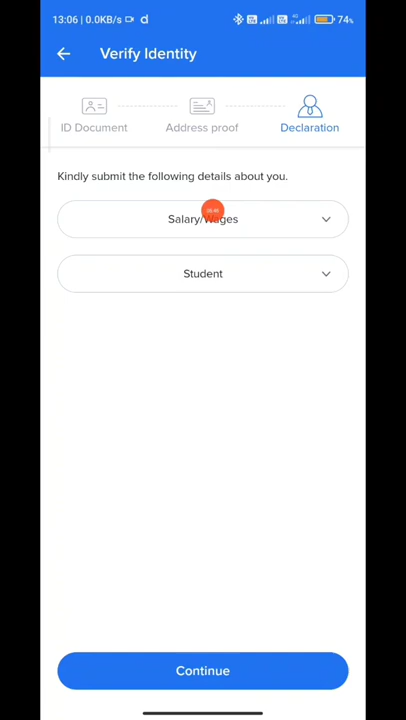 13:06 | 0.0KB/s d 4G 74%
Verify Identity
ID Document Address proof Declaration
Kindly submit the following details about you.
Salary/Wages
Student
Continue